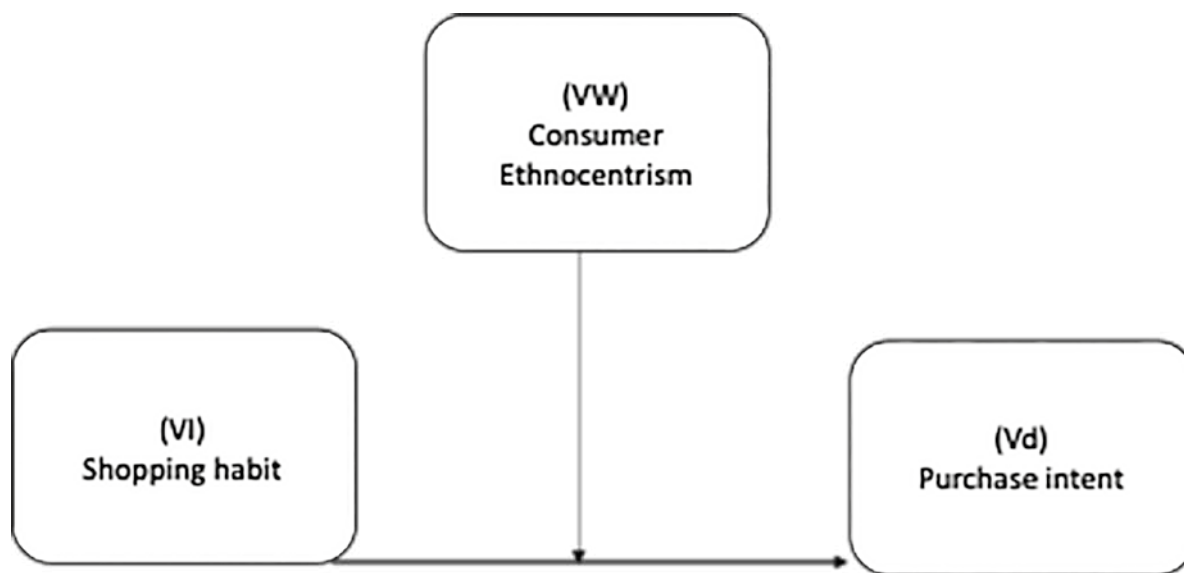 (VW)
Consumer
Ethnocentrism
(VI)
Shopping habit
(Vd)
Purchase intent